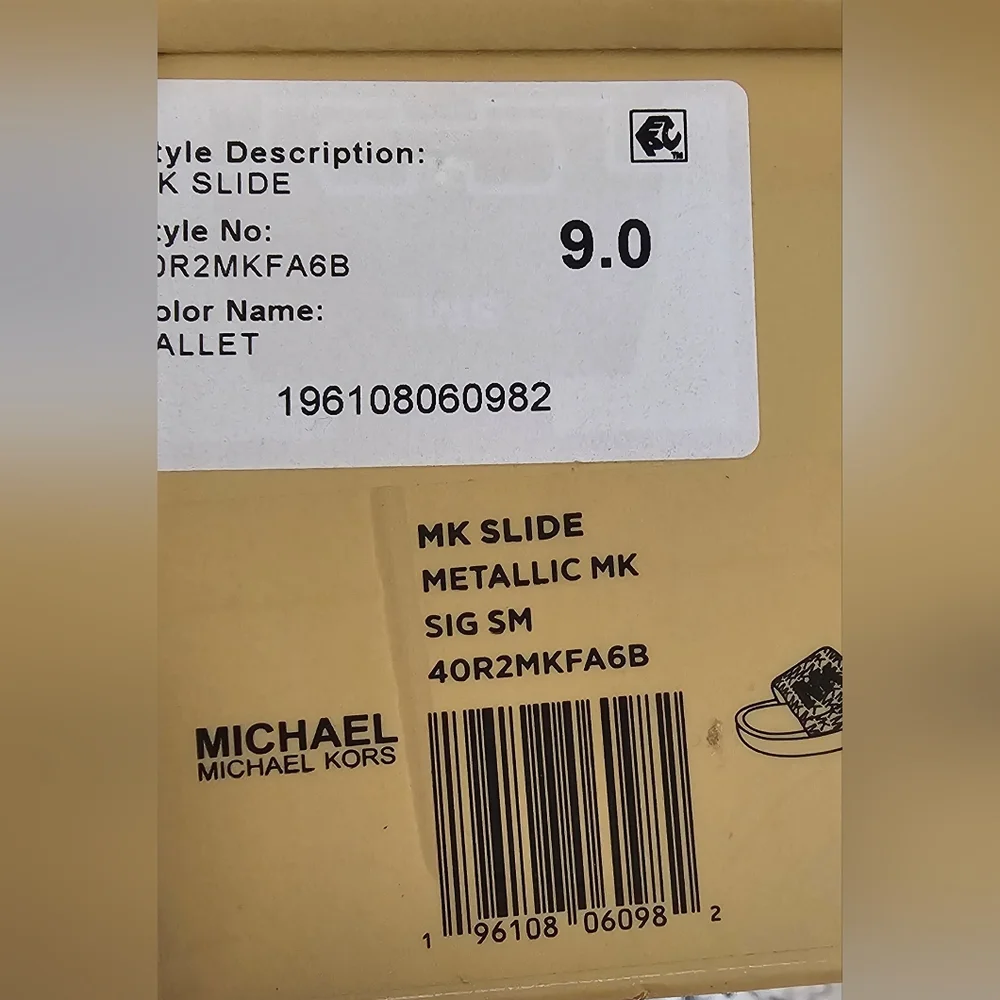 tyle Description:
K SLIDE
tyle No:
0R2MKFA6B
9.0
olor Name:
ALLET
196108060982
MK SLIDE
METALLIC MK
SIG SM
40R2MKFA6B
MICHAEL
MICHAEL KORS
1 96108 06098 2